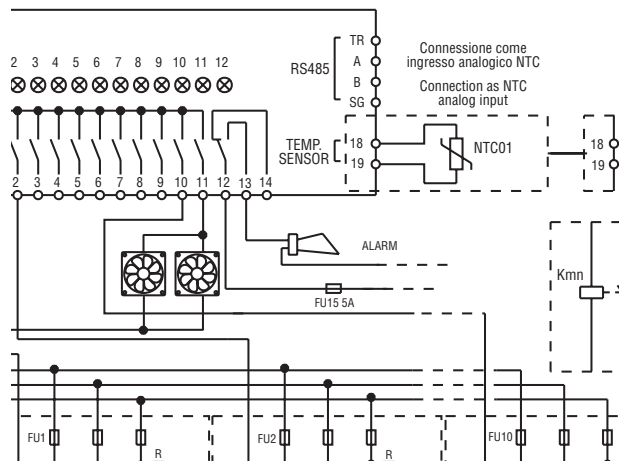 TR
RS485
A
B
SG
Connessione come
ingresso analogico NTC
Connection as NTC
analog input
2 3 4 5 6 7 8 9 10 11 12
TEMP.
SENSOR
18
19
NTC01
18
19
2 3 4 5 6 7 8 9 10 11 12 13 14
ALARM
Kmn
FU15 5A
FU1
R
FU2
R
FU10